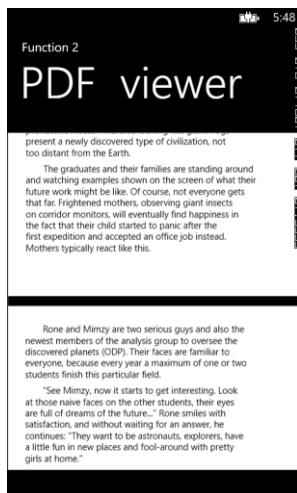 5:48
Function 2
PDF viewer
present a newly discovered type of civilization, not
too distant from the Earth.
The graduates and their families are standing around
and watching examples shown on the screen of what their
future work might be like. Of course, not everyone gets
that far. Frightened mothers, observing giant insects
on corridor monitors, will eventually find happiness in
the fact that their child started to panic after the
first expedition and accepted an office job instead.
Mothers typically react like this.
Rone and Mimzy are two serious guys and also the
newest members of the analysis group to oversee the
discovered planets (ODP). Their faces are familiar to
everyone, because every year a maximum of one or two
students finish this particular field.
"See Mimzy, now it starts to get interesting. Look
at those naive faces on the other students, their eyes
are full of dreams of the future..." Rone smiles with
satisfaction, and without waiting for an answer, he
continues: "They want to be astronauts, explorers, have
a little fun in new places and fool-around with pretty
girls at home."